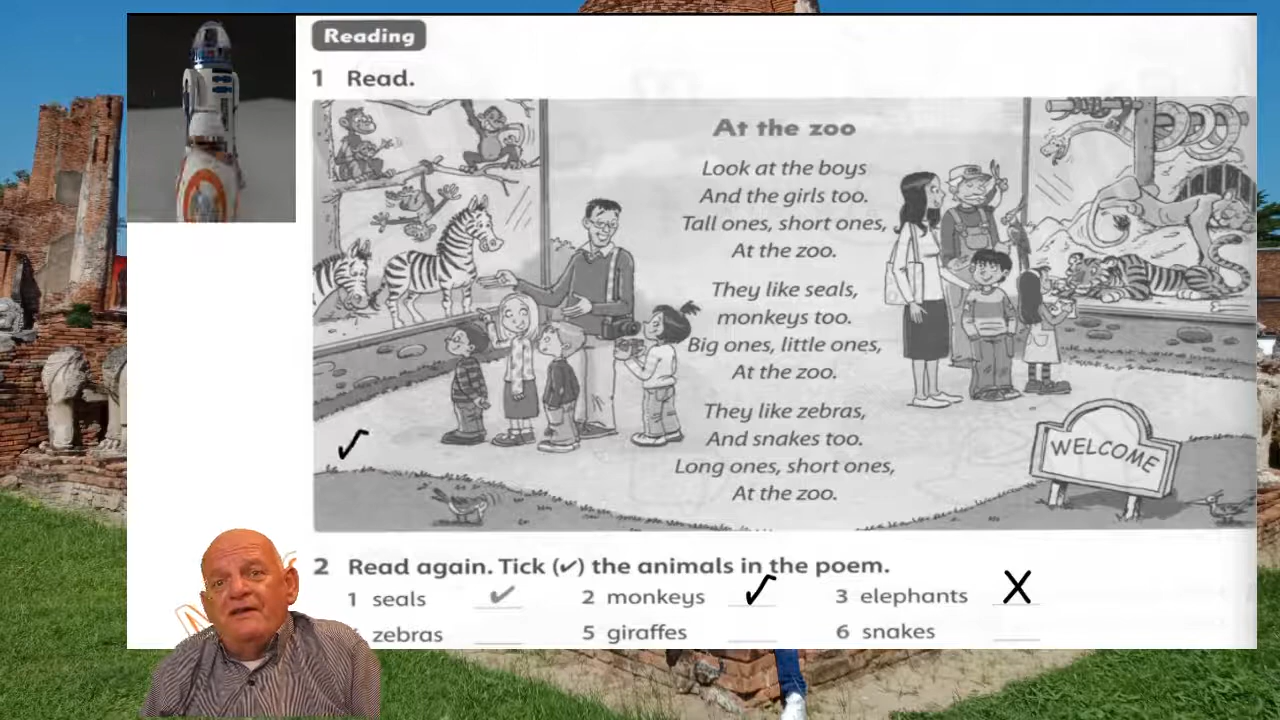 Reading
1 Read.
At the zoo
Look at the boys
And the girls too.
Tall ones, short ones,
At the zoo.
They like seals,
monkeys too.
Big ones, little ones,
At the zoo.
They like zebras,
And snakes too.
Long ones, short ones,
At the zoo.
WELCOME
2 Read again. Tick (✔) the animals in the poem.
1 seals ✔ 2 monkeys ✓ 3 elephants X
zebras 5 giraffes 6 snakes